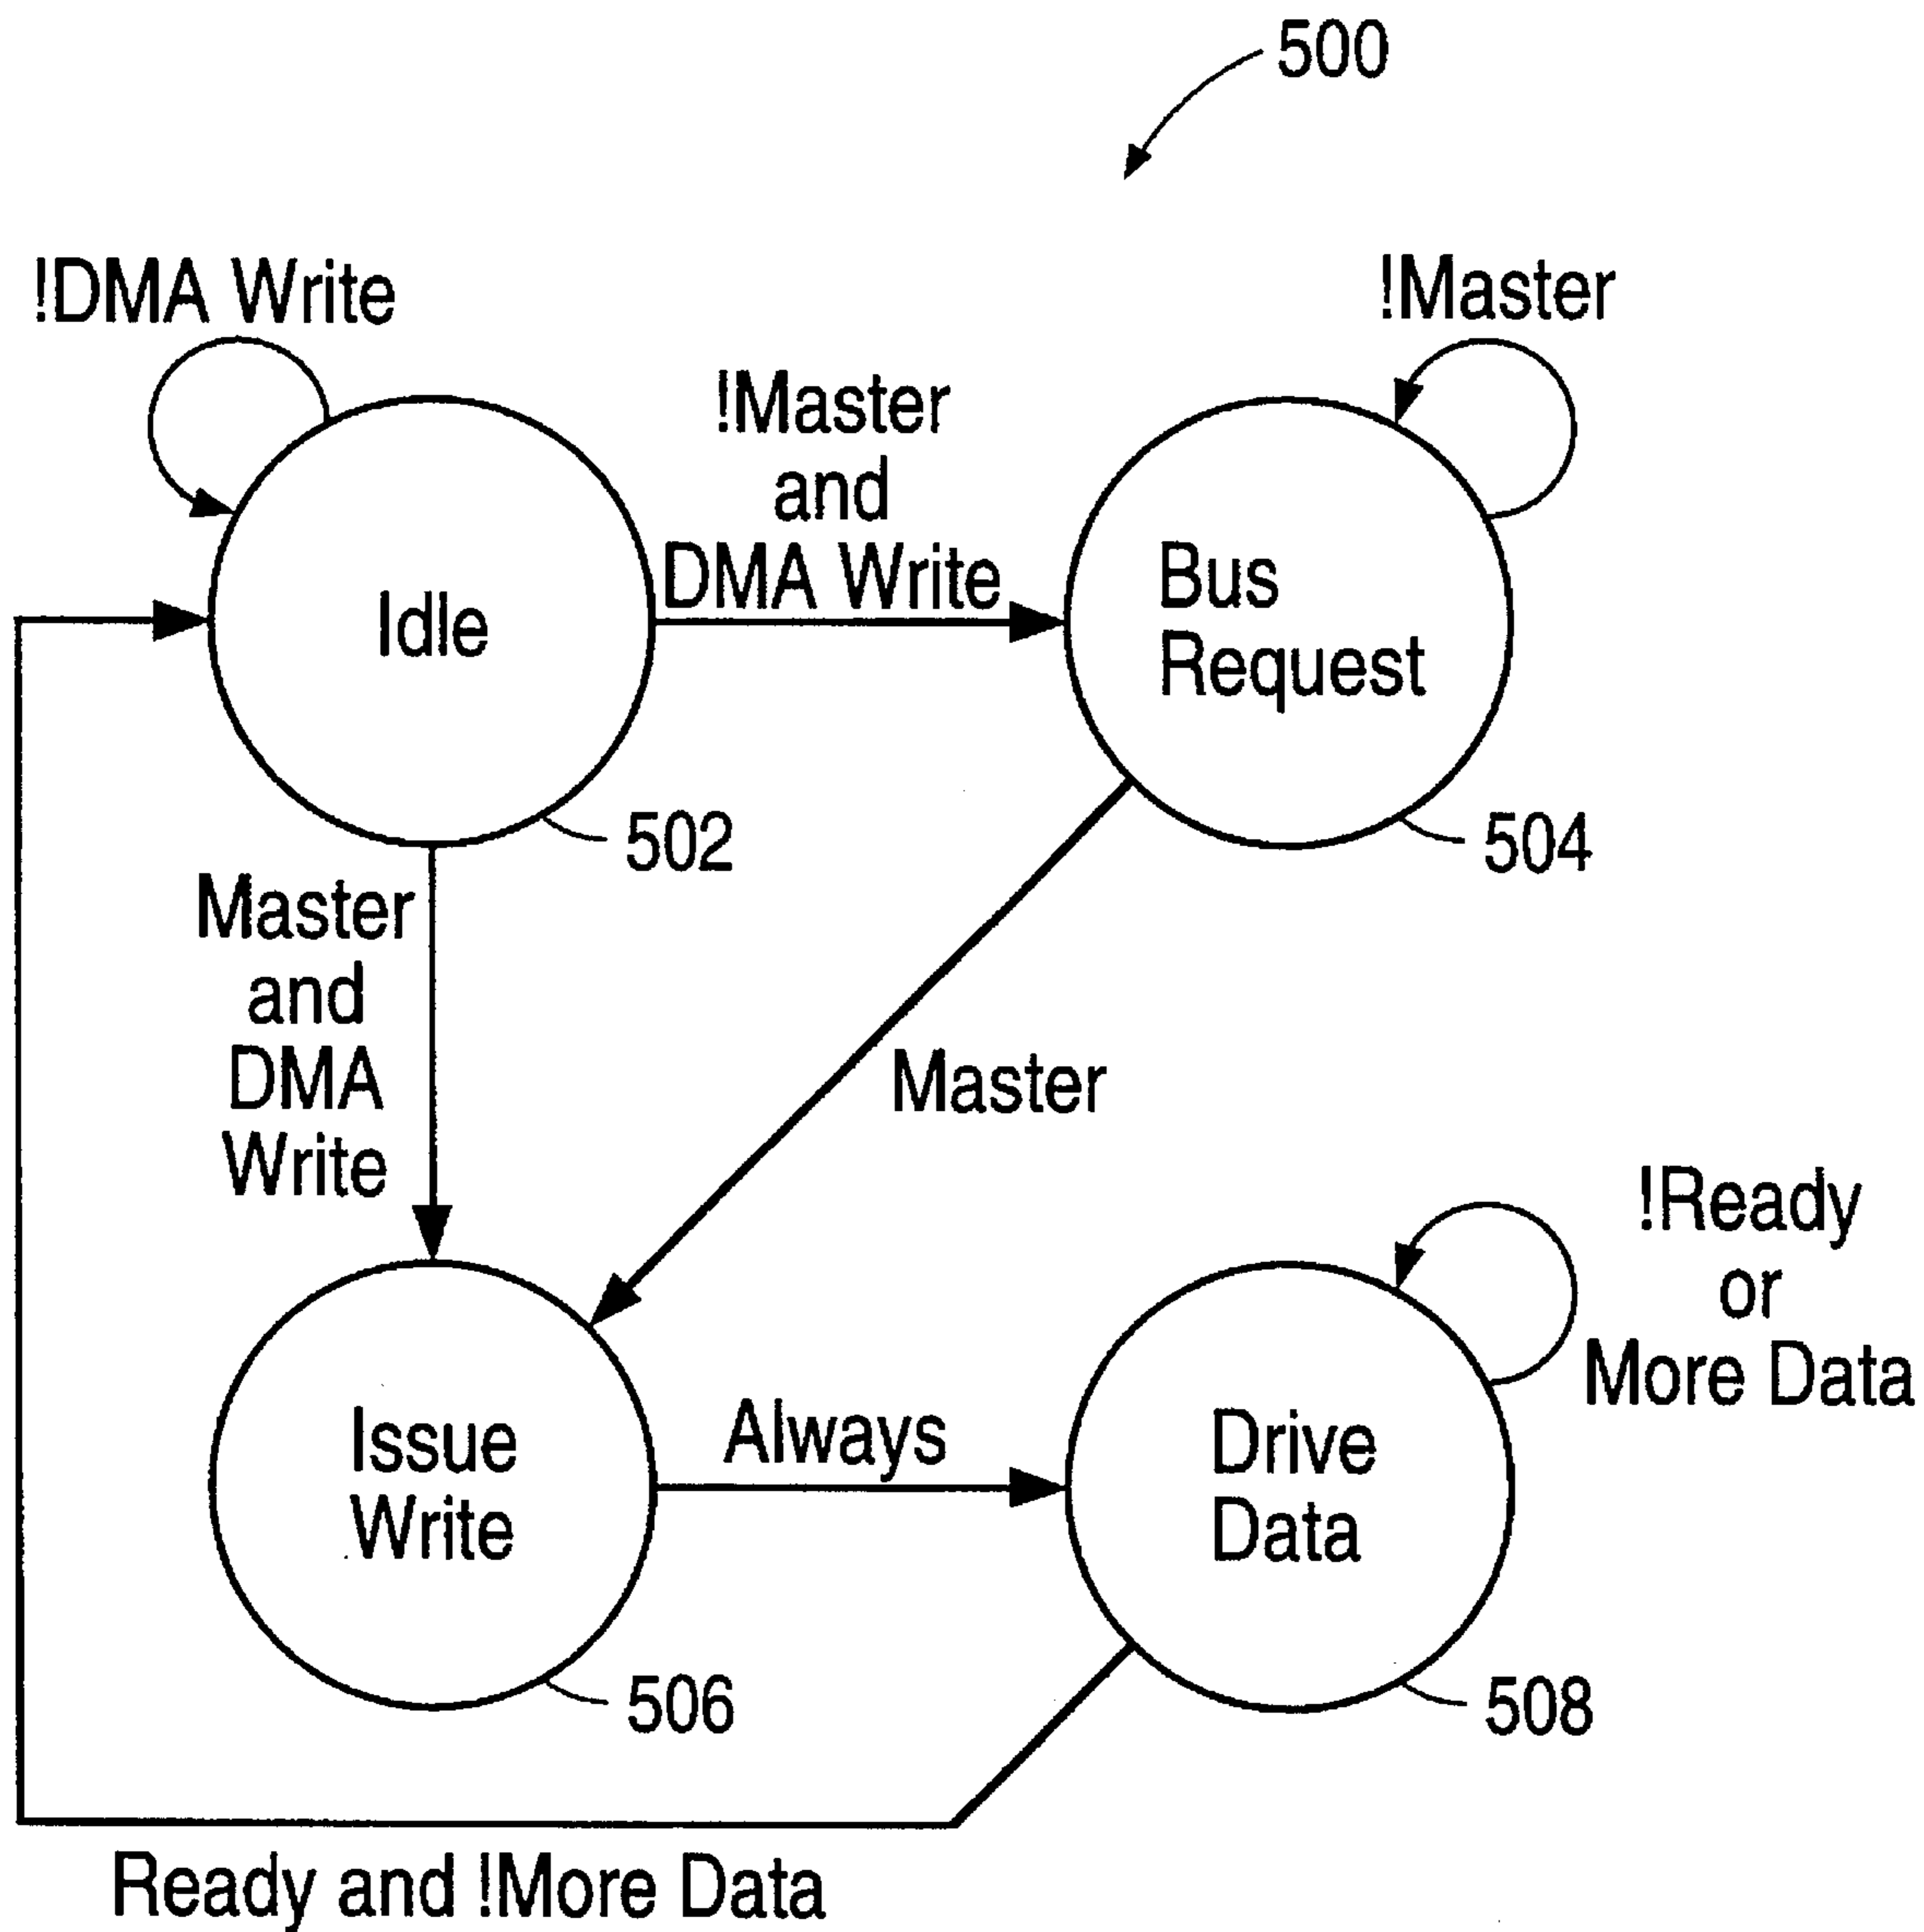 500
!DMA Write
!Master
!Master
and
DMA Write
Idle
Bus
Request
502
504
Master
and
DMA
Write
Master
!Ready
or
More Data
Issue
Write
Always
Drive
Data
506
508
Ready and !More Data